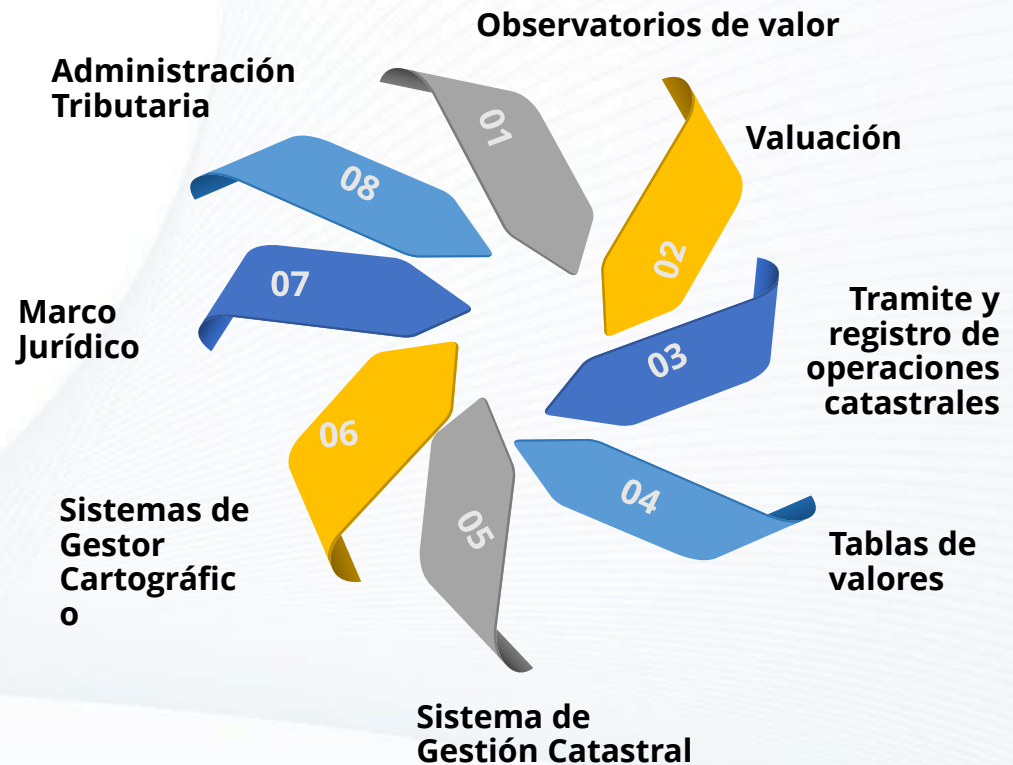 Observatorios de valor
01
Valuación
02
Tramite y
registro de
operaciones
catastrales
03
Tablas de
valores
04
Sistema de
Gestión Catastral
05
Sistemas de
Gestor
Cartográfic
o
06
Marco
Jurídico
07
Administración
Tributaria
08